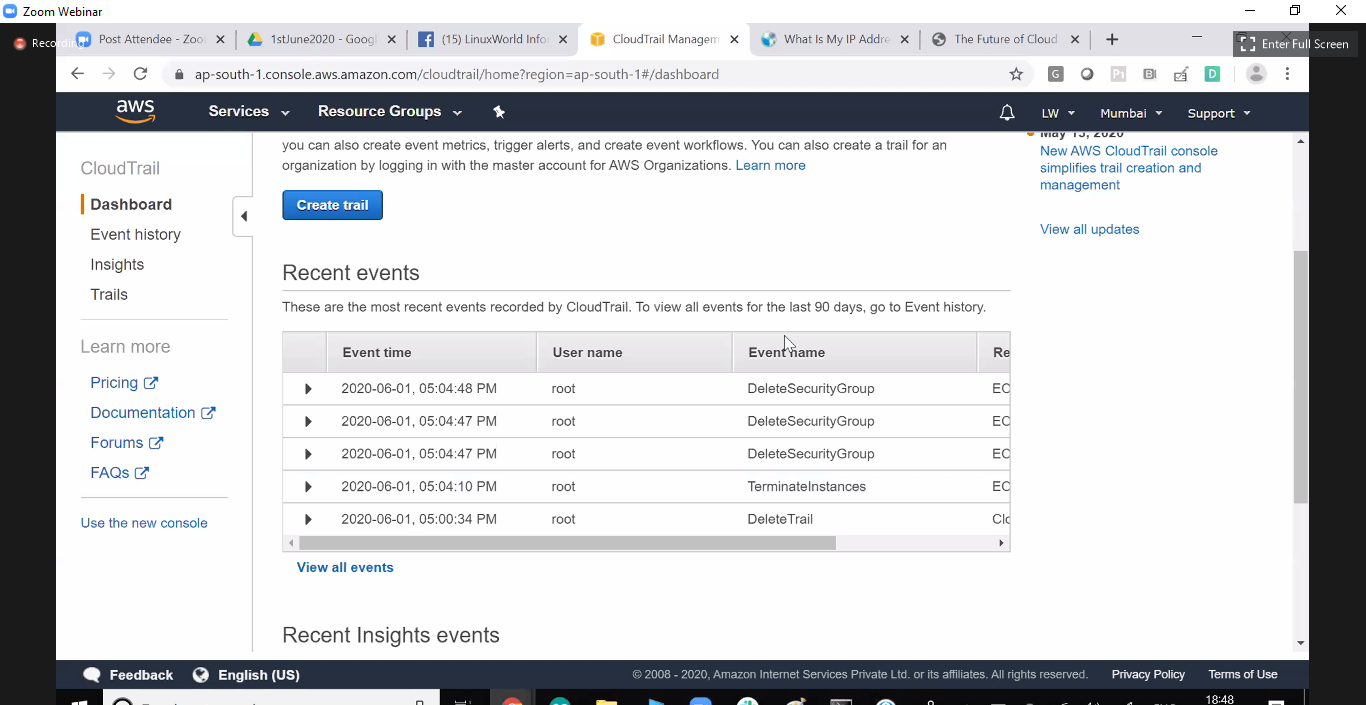 Zoom Webinar
Recording
Post Attendee - Zoo
1stJune2020 - Googl
(15) LinuxWorld Infor
CloudTrail Managem
What Is My IP Addre
The Future of Cloud
Enter Full Screen
ap-south-1.console.aws.amazon.com/cloudtrail/home?region=ap-south-1#/dashboard
aws
Services
Resource Groups
LW
Mumbai
Support
CloudTrail
Dashboard
Event history
Insights
Trails
Learn more
Pricing
Documentation
Forums
FAQs
Use the new console
you can also create event metrics, trigger alerts, and create event workflows. You can also create a trail for an
organization by logging in with the master account for AWS Organizations. Learn more
Create trail
Recent events
These are the most recent events recorded by CloudTrail. To view all events for the last 90 days, go to Event history.
Event time User name Event name Re
2020-06-01, 05:04:48 PM root DeleteSecurityGroup EC
2020-06-01, 05:04:47 PM root DeleteSecurityGroup EC
2020-06-01, 05:04:47 PM root DeleteSecurityGroup EC
2020-06-01, 05:04:10 PM root TerminateInstances EC
2020-06-01, 05:00:34 PM root DeleteTrail Clo
View all events
Recent Insights events
May 13, 2020
New AWS CloudTrail console
simplifies trail creation and
management
View all updates
Feedback
English (US)
© 2008 - 2020, Amazon Internet Services Private Ltd. or its affiliates. All rights reserved.
Privacy Policy
Terms of Use
18:48